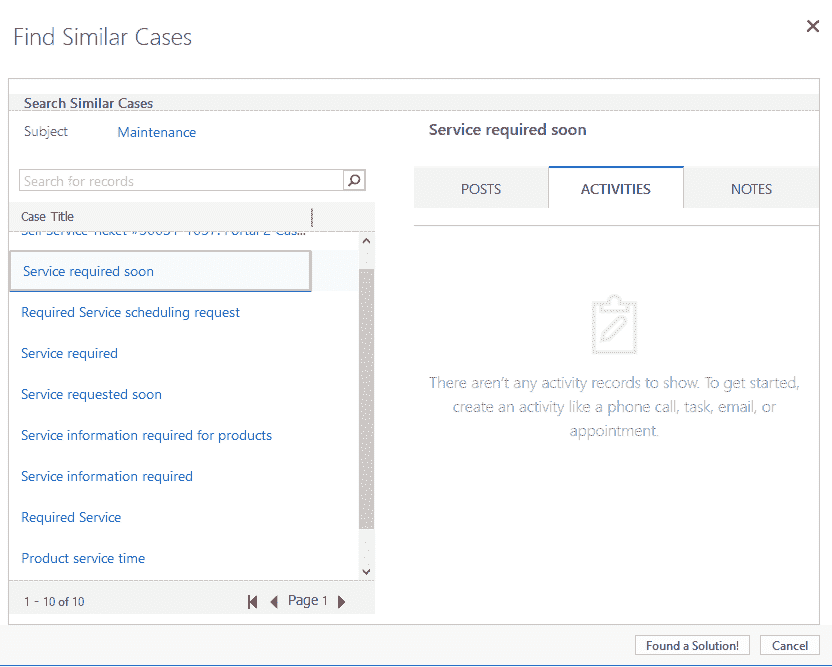 Find Similar Cases
Search Similar Cases
Subject Maintenance
Search for records
Case Title
Service required soon
Required Service scheduling request
Service required
Service requested soon
Service information required for products
Service information required
Required Service
Product service time
1 - 10 of 10 Page 1
Service required soon
POSTS ACTIVITIES NOTES
There aren't any activity records to show. To get started,
create an activity like a phone call, task, email, or
appointment.
Found a Solution! Cancel